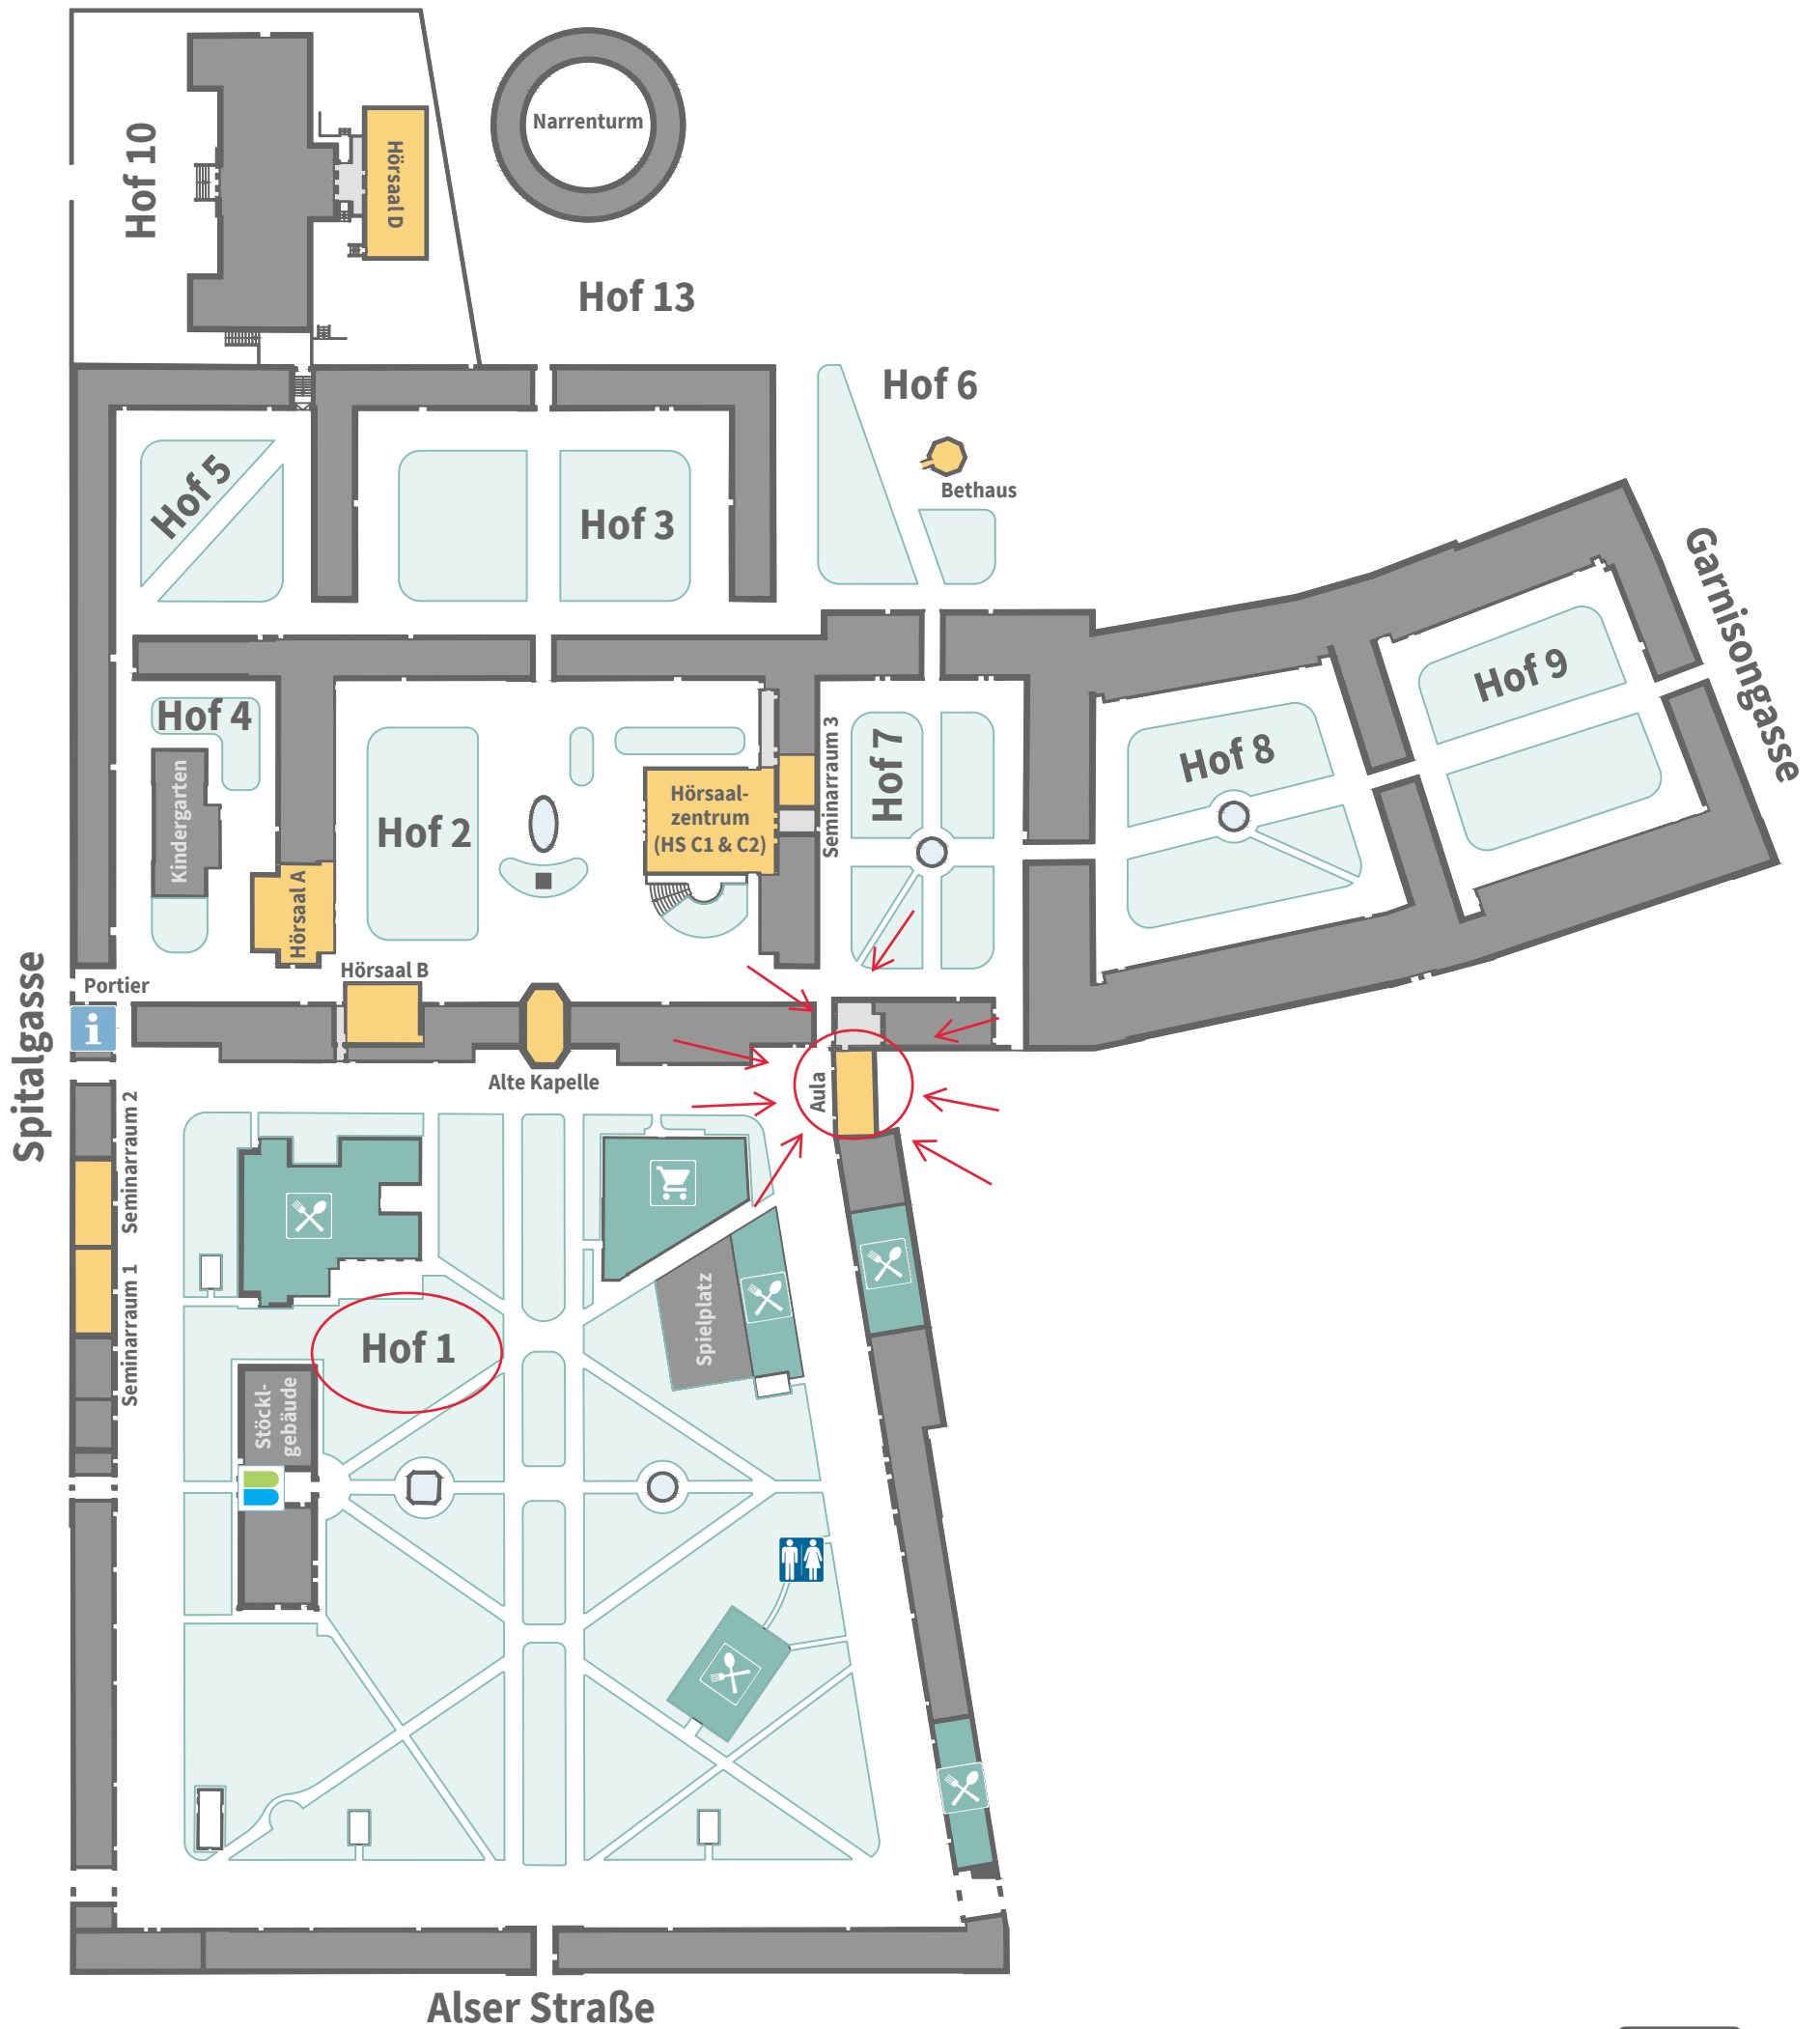 Narrenturm
Hof 10
Hörsaal D
Hof 13
Hof 6
Bethaus
Hof 5
Hof 3
Garnisongasse
Hof 9
Hof 4
Hof 7
Hof 8
Seminarraum 3
Kindergarten
Hof 2
Hörsaal-
zentrum
(HS C1 & C2)
Hörsaal A
Hörsaal B
Portier
i
Spitalgasse
Alte Kapelle
Aula
Seminarraum 2
Seminarraum 1
Spielplatz
Hof 1
Stöckl-
gebäude
Alser Straße